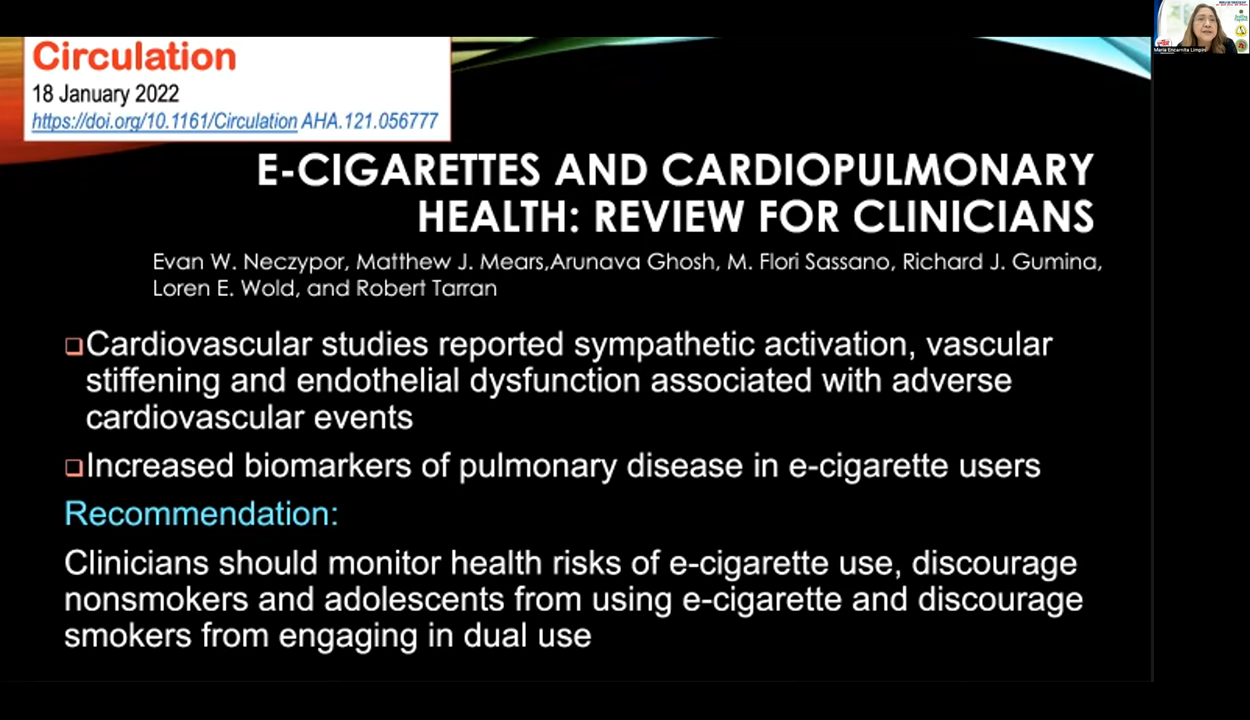 Circulation
18 January 2022
https://doi.org/10.1161/Circulation AHA.121.056777
E-CIGARETTES AND CARDIOPULMONARY
HEALTH: REVIEW FOR CLINICIANS
Evan W. Neczypor, Matthew J. Mears,Arunava Ghosh, M. Flori Sassano, Richard J. Gumina,
Loren E. Wold, and Robert Tarran
❑Cardiovascular studies reported sympathetic activation, vascular
stiffening and endothelial dysfunction associated with adverse
cardiovascular events
❑Increased biomarkers of pulmonary disease in e-cigarette users
Recommendation:
Clinicians should monitor health risks of e-cigarette use, discourage
nonsmokers and adolescents from using e-cigarette and discourage
smokers from engaging in dual use
Maria Encarnita Limpin